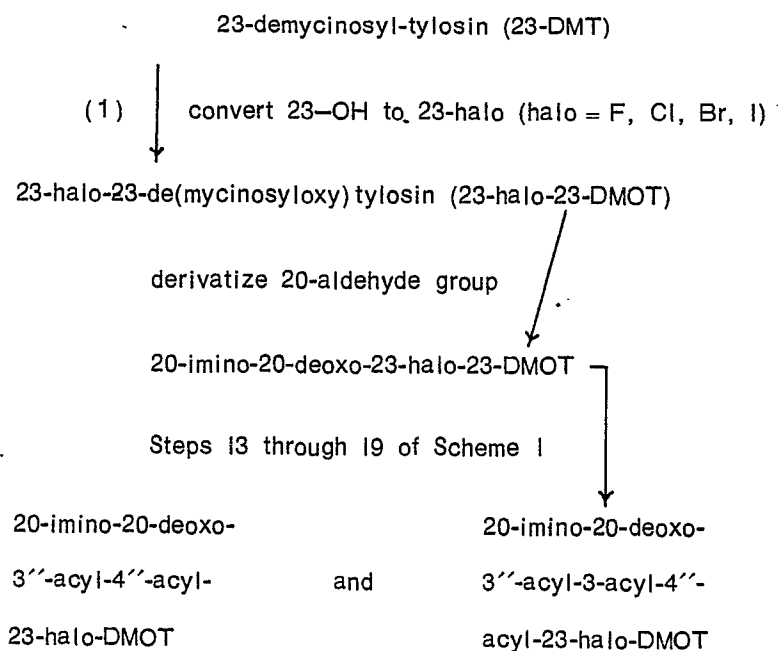 23-demycinosyl-tylosin (23-DMT)
(1) convert 23-OH to 23-halo (halo = F, Cl, Br, I)
23-halo-23-de(mycinosyloxy) tylosin (23-halo-23-DMOT)
derivatize 20-aldehyde group
20-imino-20-deoxo-23-halo-23-DMOT
Steps I3 through I9 of Scheme I
20-imino-20-deoxo- 20-imino-20-deoxo-
3''-acyl-4''-acyl- and 3''-acyl-3-acyl-4''-
23-halo-DMOT acyl-23-halo-DMOT